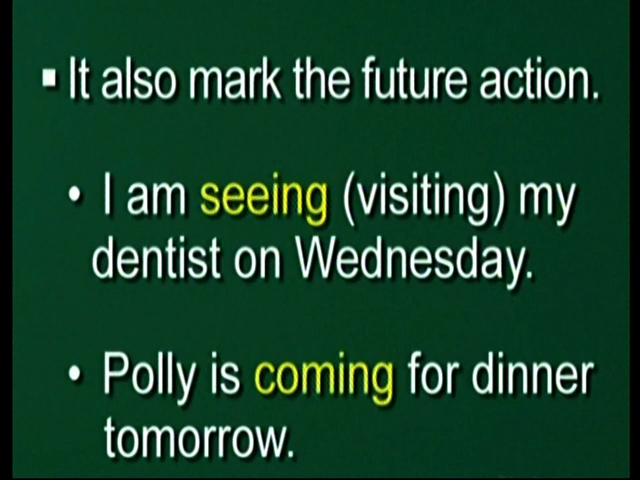 ▪ It also mark the future action.
• I am seeing (visiting) my
dentist on Wednesday.
• Polly is coming for dinner
tomorrow.